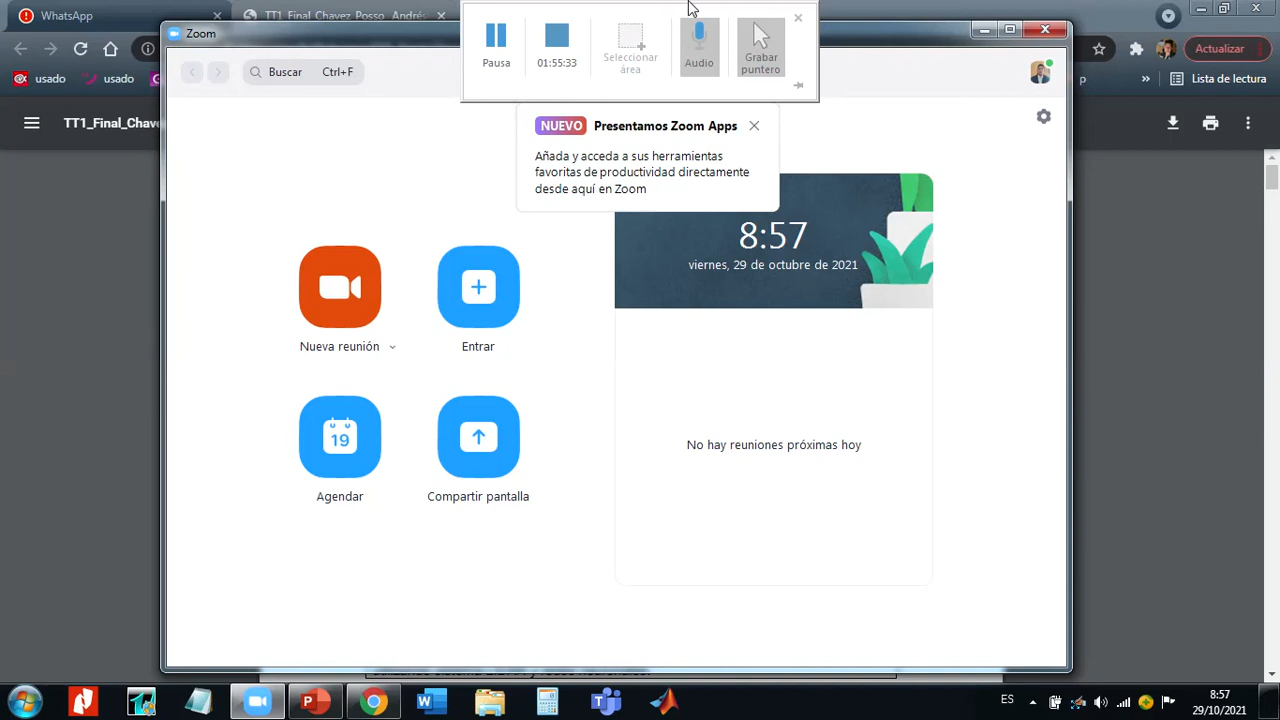 WhatsApp
TT1_Final_Chavez_Posso_Andrés
Zoom
Pausa
01:55:33
Seleccionar
área
Audio
Grabar
puntero
Actualizar
usado
usado
p
Lista de lectura
Buscar Ctrl+F
TT1_Final_Chavez
NUEVO Presentamos Zoom Apps
Añada y acceda a sus herramientas
favoritas de productividad directamente
desde aquí en Zoom
8:57
viernes, 29 de octubre de 2021
Nueva reunión
Entrar
No hay reuniones próximas hoy
19
Agendar
Compartir pantalla
ES
8:57
29/10/2021